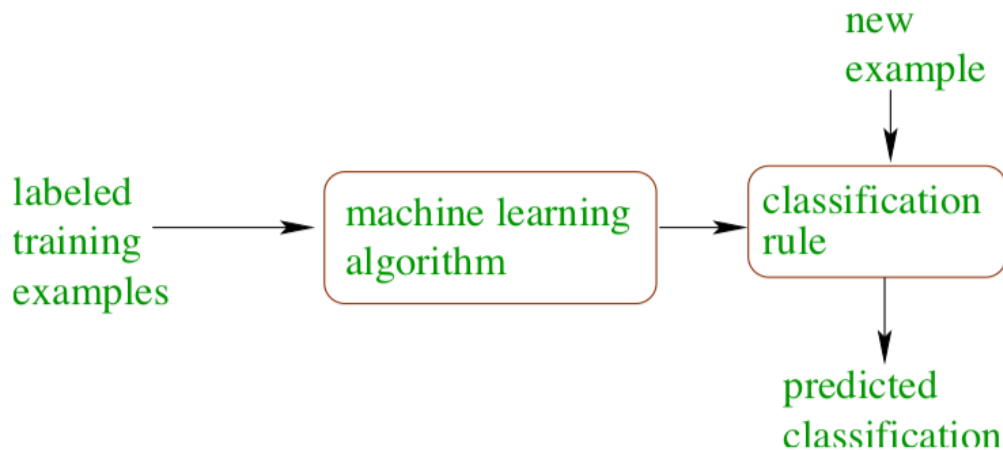 new
example
labeled
training
examples
machine learning
algorithm
classification
rule
predicted
classification